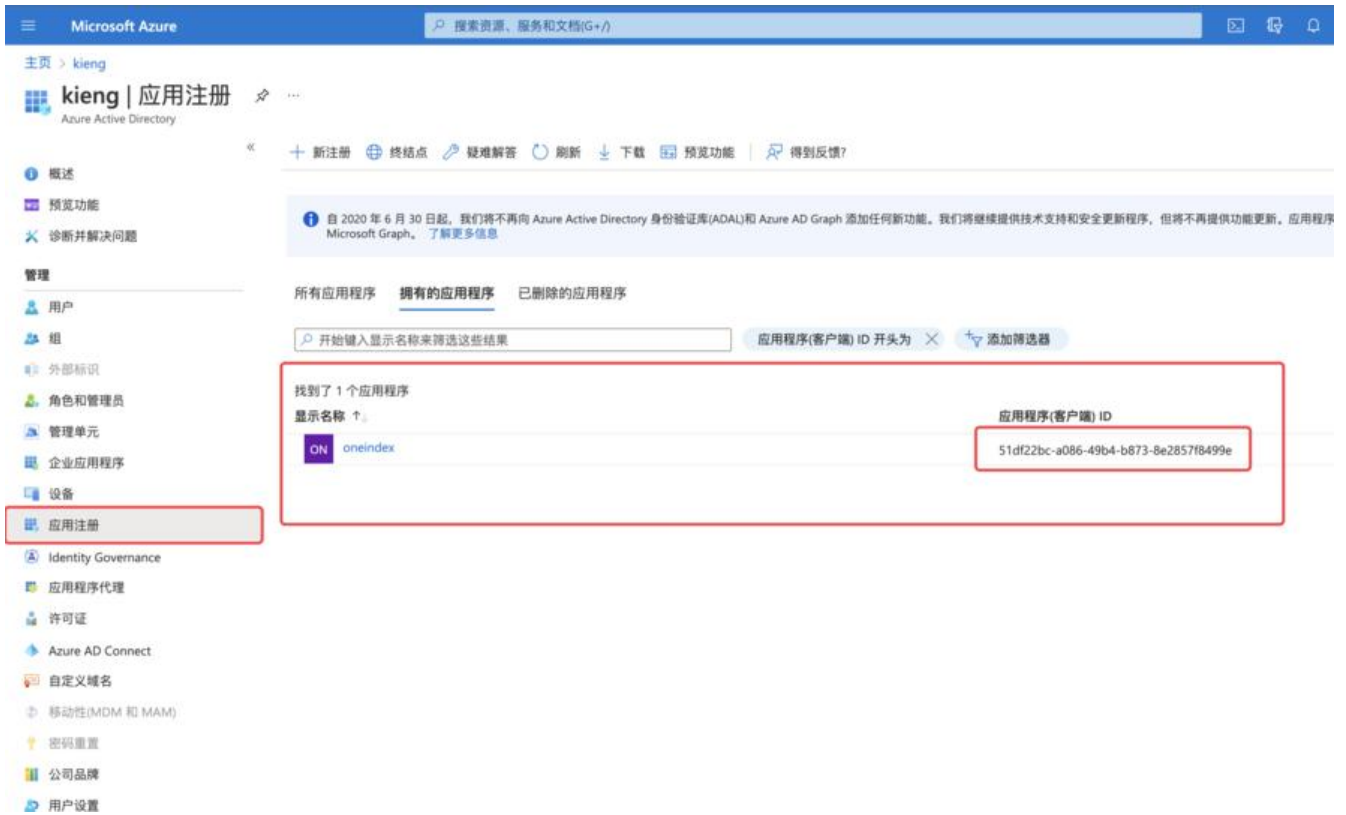 Microsoft Azure
搜索资源、服务和文档(G+/)
主页 > kieng
kieng | 应用注册
Azure Active Directory
新注册 终结点 疑难解答 刷新 下载 预览功能 得到反馈?
概述
预览功能
诊断并解决问题
自 2020 年 6 月 30 日起，我们将不再向 Azure Active Directory 身份验证库(ADAL)和 Azure AD Graph 添加任何新功能。我们将继续提供技术支持和安全更新程序，但将不再提供功能更新。应用程序
Microsoft Graph。 了解更多信息
管理
用户
组
外部标识
角色和管理员
管理单元
企业应用程序
设备
应用注册
Identity Governance
应用程序代理
许可证
Azure AD Connect
自定义域名
移动性(MDM 和 MAM)
密码重置
公司品牌
用户设置
所有应用程序 拥有的应用程序 已删除的应用程序
开始键入显示名称来筛选这些结果
应用程序(客户端) ID 开头为
添加筛选器
找到了 1 个应用程序
显示名称 应用程序(客户端) ID
ON oneindex 51df22bc-a086-49b4-b873-8e2857f8499e